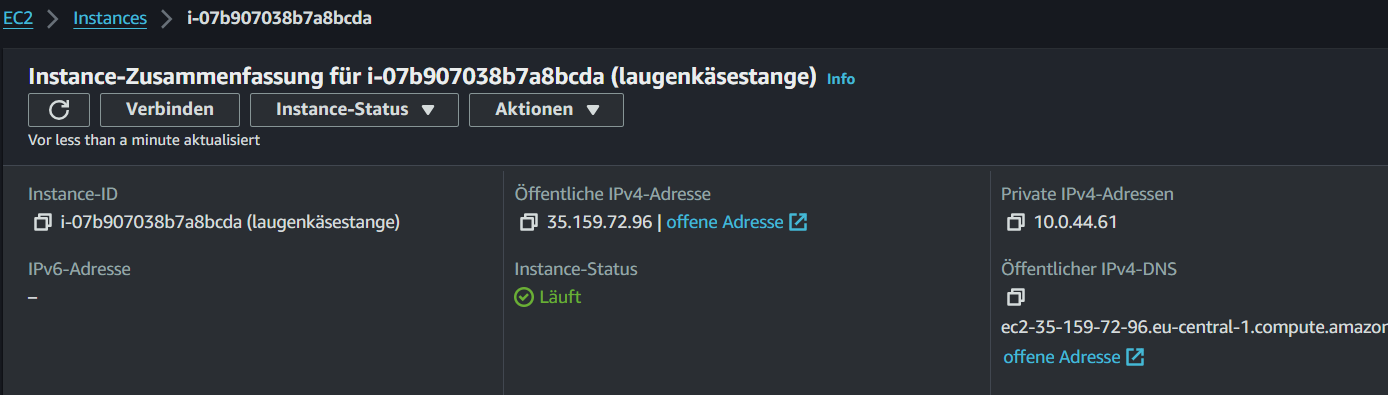 EC2 > Instances > i-07b907038b7a8bcda
Instance-Zusammenfassung für i-07b907038b7a8bcda (laugenkäsestange) Info
Verbinden Instance-Status Aktionen
Vor less than a minute aktualisiert
Instance-ID
i-07b907038b7a8bcda (laugenkäsestange)
Öffentliche IPv4-Adresse
35.159.72.96 | offene Adresse
Private IPv4-Adressen
10.0.44.61
IPv6-Adresse
–
Instance-Status
Läuft
Öffentlicher IPv4-DNS
ec2-35-159-72-96.eu-central-1.compute.amazon
offene Adresse